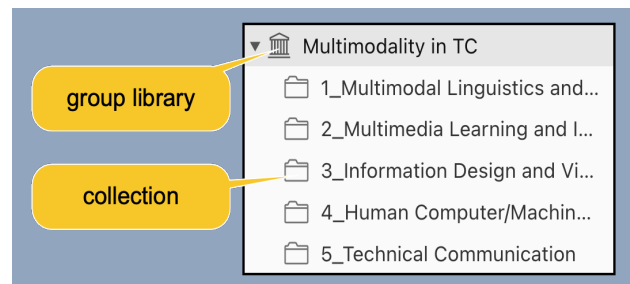 Multimodality in TC
group library
1_Multimodal Linguistics and...
2_Multimedia Learning and I...
3_Information Design and Vi...
collection
4_Human Computer/Machin...
5_Technical Communication